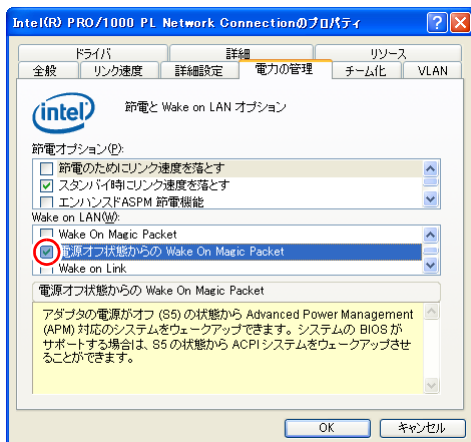 Intel(R) PRO/1000 PL Network Connectionのプロパティ
ドライバ 詳細 リソース
全般 リンク速度 詳細設定 電力の管理 チーム化 VLAN
intel 節電と Wake on LAN オプション
節電オプション(P):
節電のためにリンク速度を落とす
スタンバイ時にリンク速度を落とす
エンハンスドASPM 節電機能
Wake on LAN(W):
Wake On Magic Packet
電源オフ状態からの Wake On Magic Packet
Wake on Link
電源オフ状態からの Wake On Magic Packet
アダプタの電源がオフ (S5) の状態から Advanced Power Management
(APM) 対応のシステムをウェークアップできます。システムの BIOS が
サポートする場合は、S5 の状態から ACPI システムをウェークアップさせ
ることができます。
OK キャンセル